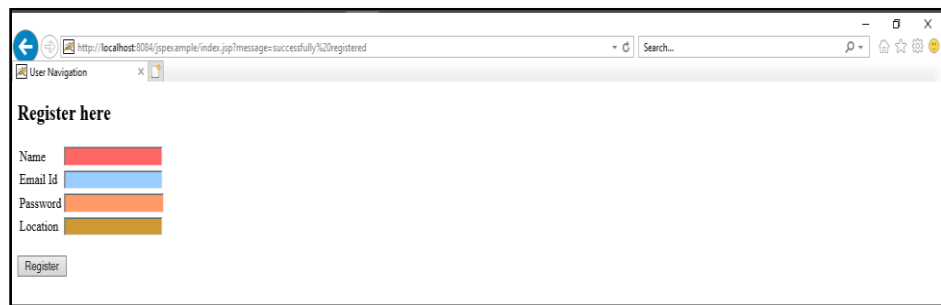 http://localhost:8084/jspexample/index.jsp?message=successfully%20registered
Search...
User Navigation
Register here
Name
Email Id
Password
Location
Register